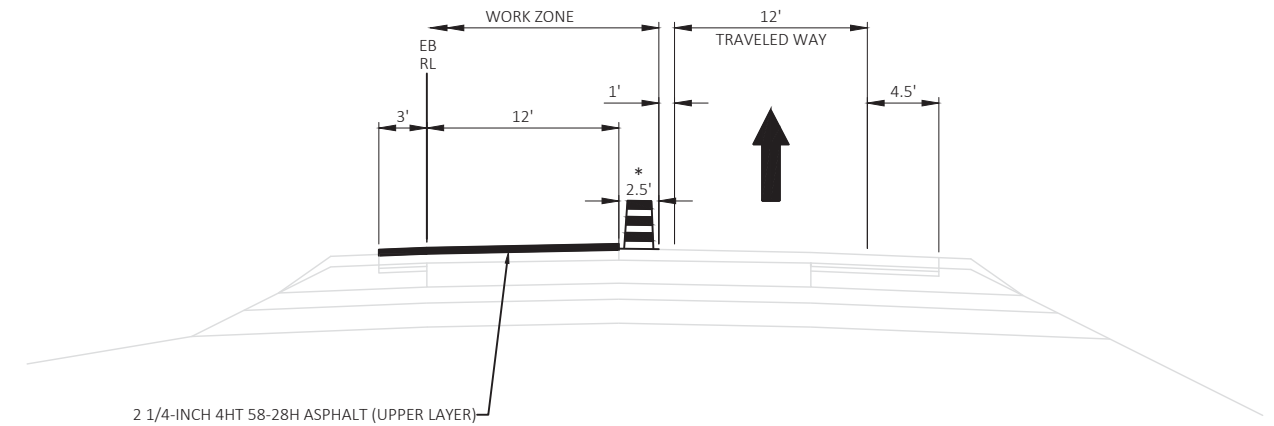 WORK ZONE
12'
TRAVELED WAY
EB
RL
1'
4.5'
3'
12'
*
2.5'
2 1/4-INCH 4HT 58-28H ASPHALT (UPPER LAYER)